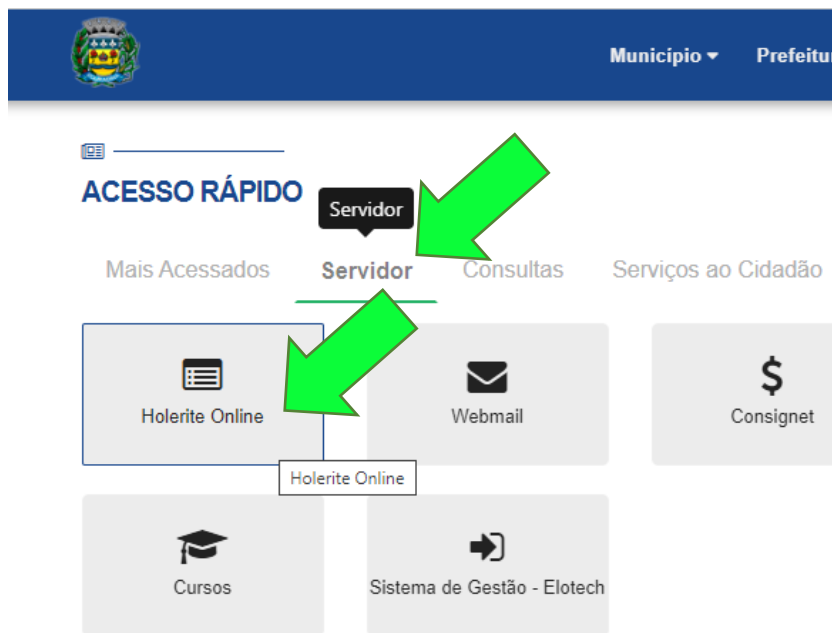 Município Prefeitur
ACESSO RÁPIDO
Servidor
Mais Acessados Servidor Consultas Serviços ao Cidadão
Holerite Online Webmail Consignet
Holerite Online
Cursos Sistema de Gestão - Elotech